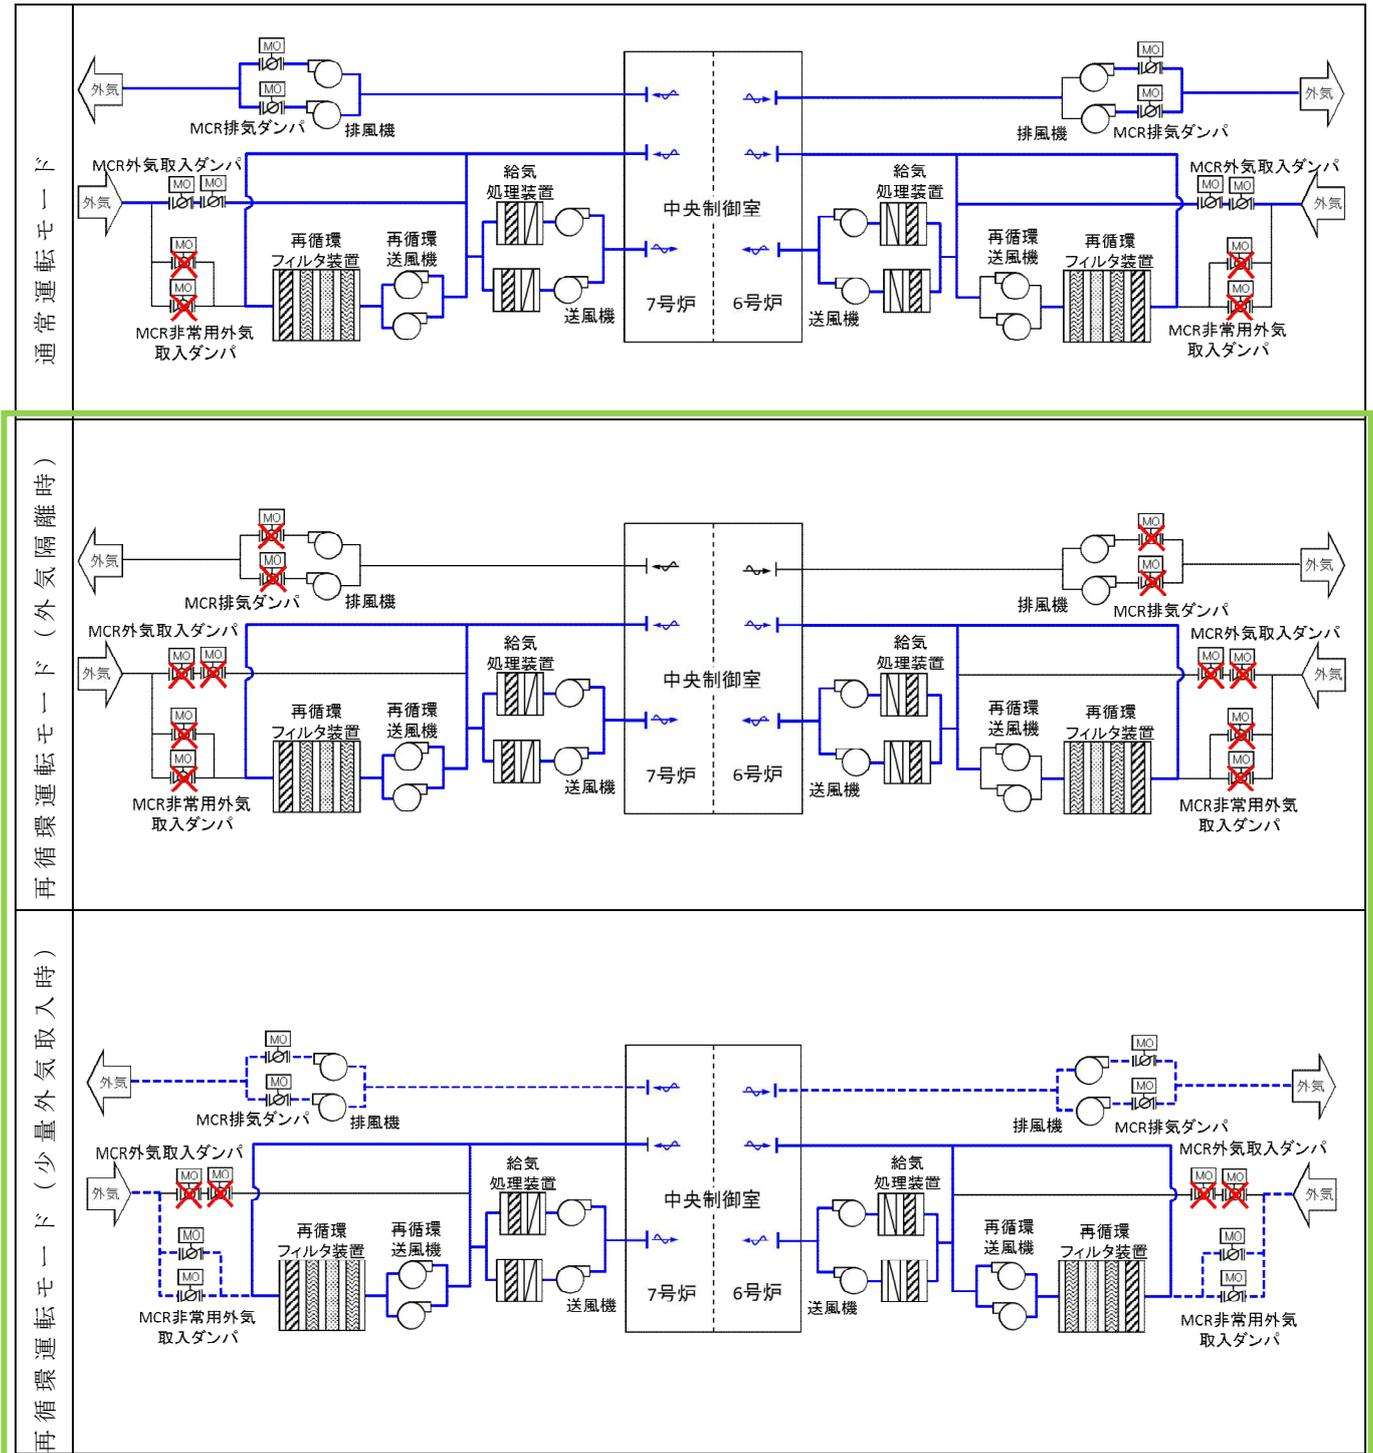 通常運転モード
MO
MO
外気
MCR排気ダンパ
排風機
MCR外気取入ダンパ
MO
MO
外気
MO
MO
MCR非常用外気
取入ダンパ
再循環
フィルタ装置
再循環
送風機
給気
処理装置
送風機
中央制御室
7号炉
6号炉
MO
MO
外気
排風機
MCR排気ダンパ
MCR外気取入ダンパ
MO
MO
外気
給気
処理装置
送風機
再循環
送風機
再循環
フィルタ装置
MO
MO
MCR非常用外気
取入ダンパ
再循環運転モード(外気隔離時)
MO
MO
外気
MCR排気ダンパ
排風機
MCR外気取入ダンパ
MO
MO
外気
MO
MO
MCR非常用外気
取入ダンパ
再循環
フィルタ装置
再循環
送風機
給気
処理装置
送風機
中央制御室
7号炉
6号炉
MO
MO
外気
排風機
MCR排気ダンパ
MCR外気取入ダンパ
MO
MO
外気
給気
処理装置
送風機
再循環
送風機
再循環
フィルタ装置
MO
MO
MCR非常用外気
取入ダンパ
再循環運転モード(少量外気取入時)
MO
MO
外気
MCR排気ダンパ
排風機
MCR外気取入ダンパ
MO
MO
外気
MO
MO
MCR非常用外気
取入ダンパ
再循環
フィルタ装置
再循環
送風機
給気
処理装置
送風機
中央制御室
7号炉
6号炉
MO
MO
外気
排風機
MCR排気ダンパ
MCR外気取入ダンパ
MO
MO
外気
給気
処理装置
送風機
再循環
送風機
再循環
フィルタ装置
MO
MO
MCR非常用外気
取入ダンパ